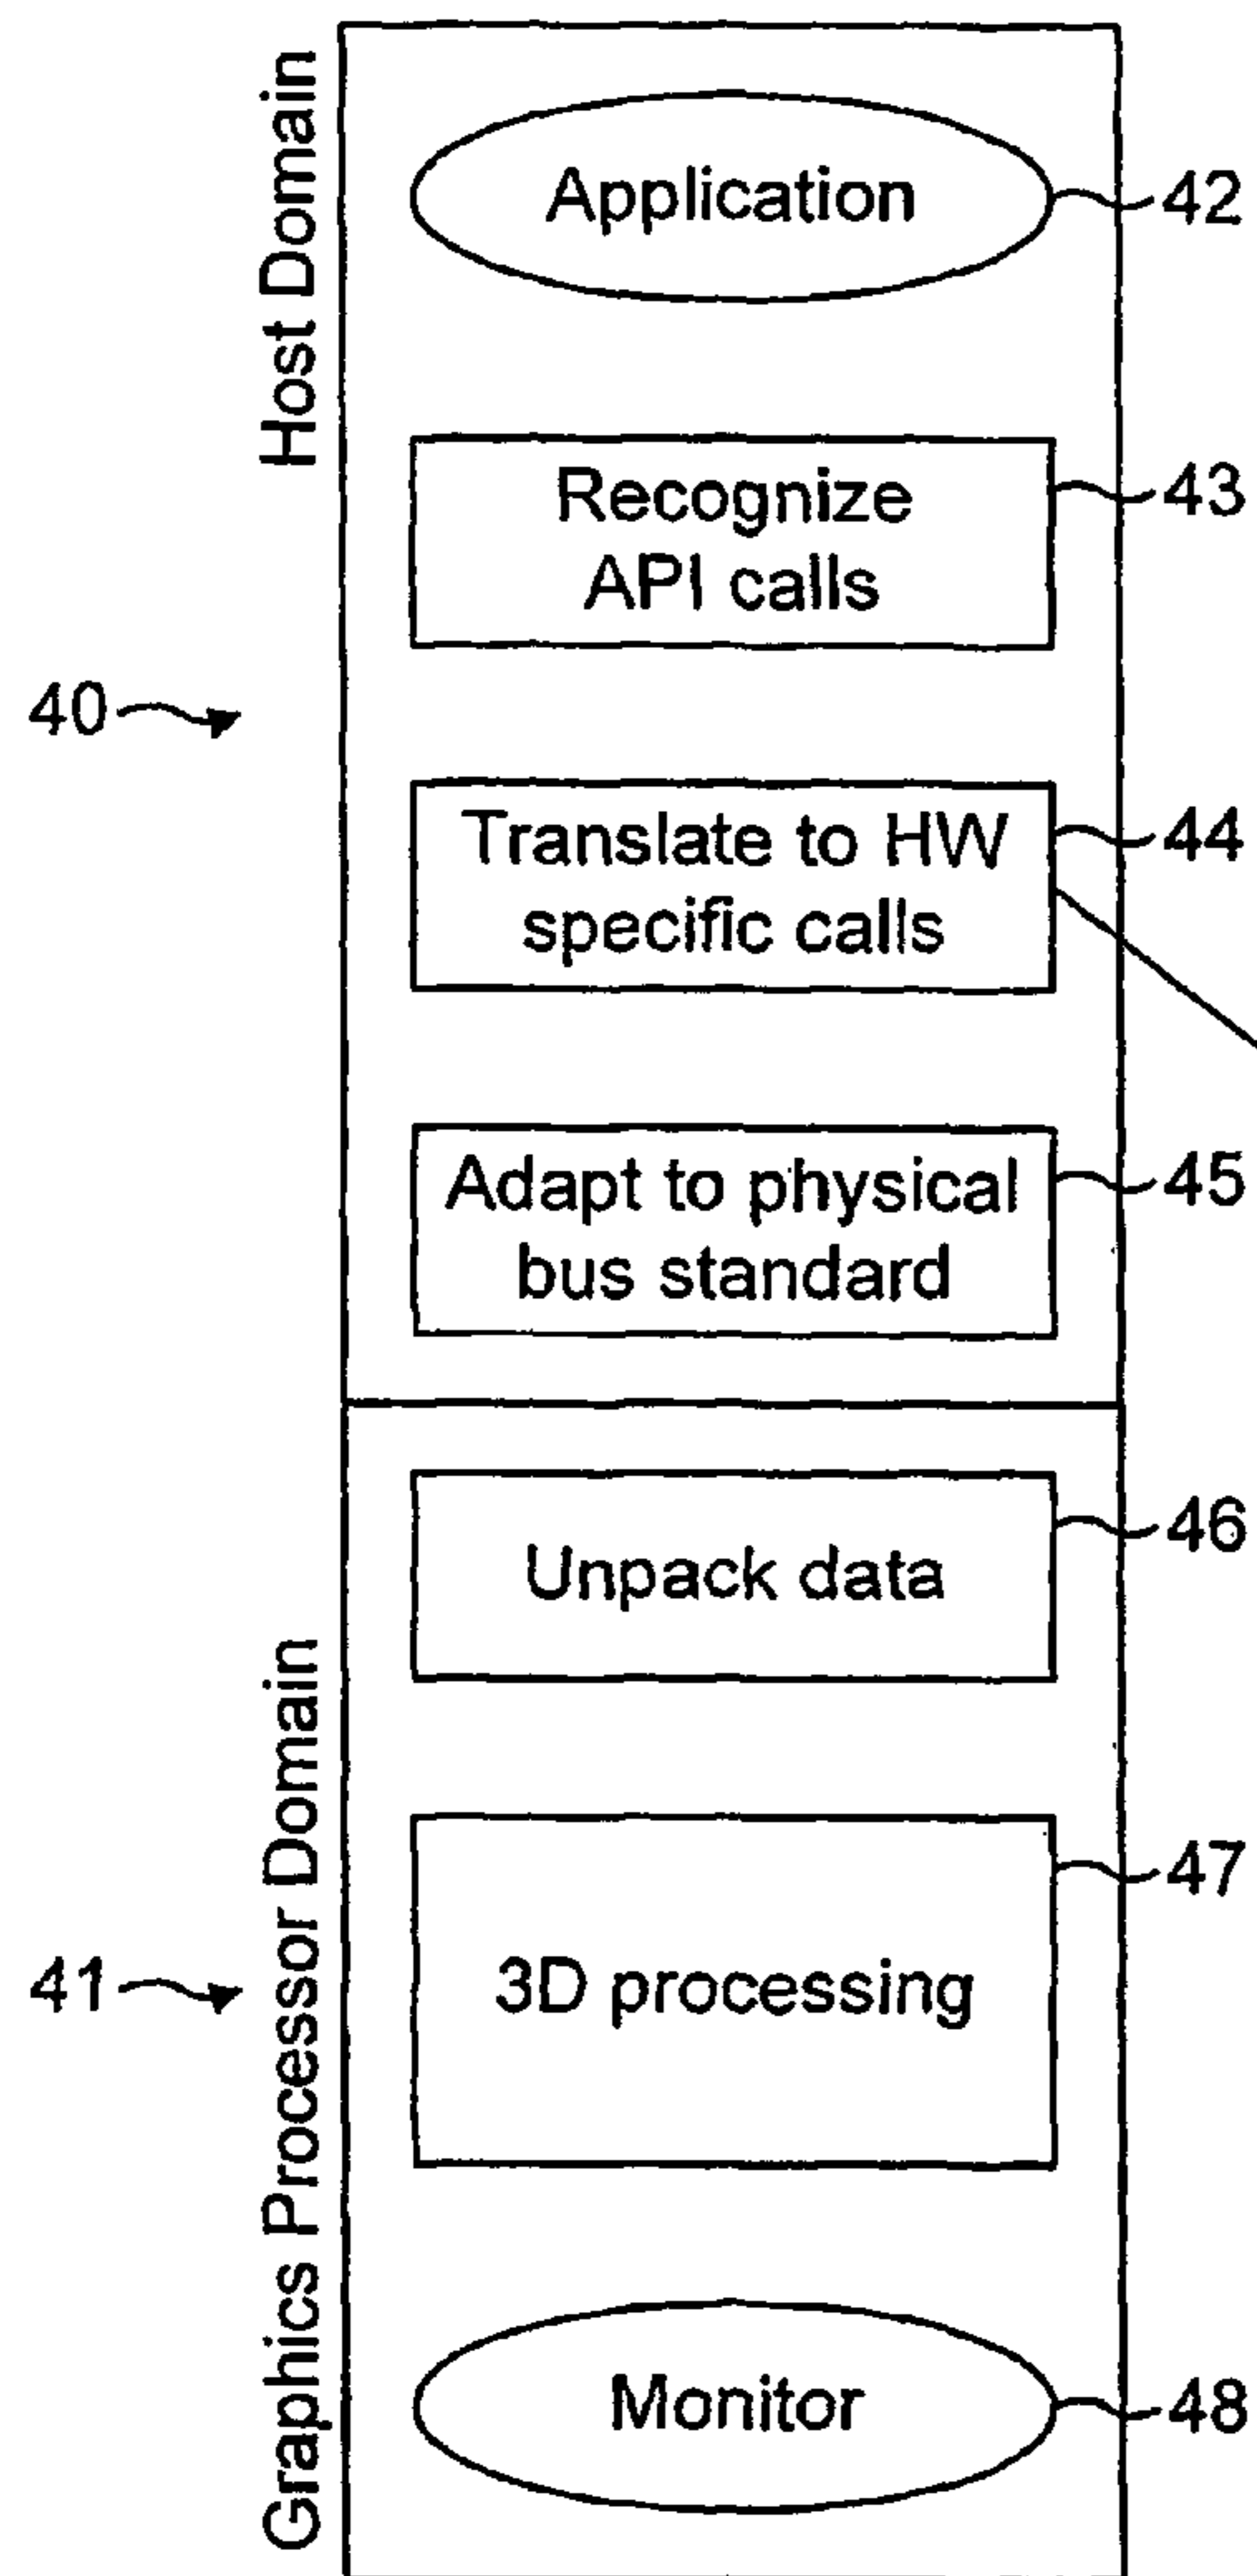 Host Domain
Application
42
Recognize
API calls
43
40
Translate to HW
specific calls
44
Adapt to physical
bus standard
45
Unpack data
46
Graphics Processor Domain
3D processing
47
41
Monitor
48